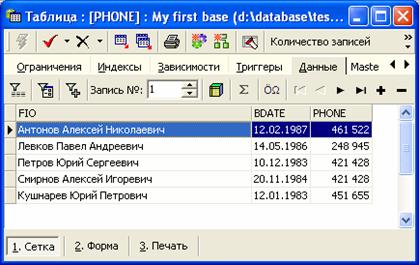 Таблица : [PHONE] : My first base (d:\database\tes...
Количество записей
Ограничения Индексы Зависимости Триггеры Данные Maste
Запись №: 1 Σ ÖΩ
FIO BDATE PHONE
Антонов Алексей Николаевич 12.02.1987 461 522
Левков Павел Андреевич 14.05.1986 248 945
Петров Юрий Сергеевич 10.12.1983 421 428
Смирнов Алексей Игоревич 20.11.1984 421 428
Кушнарев Юрий Петрович 12.01.1983 451 655
1. Сетка 2. Форма 3. Печать